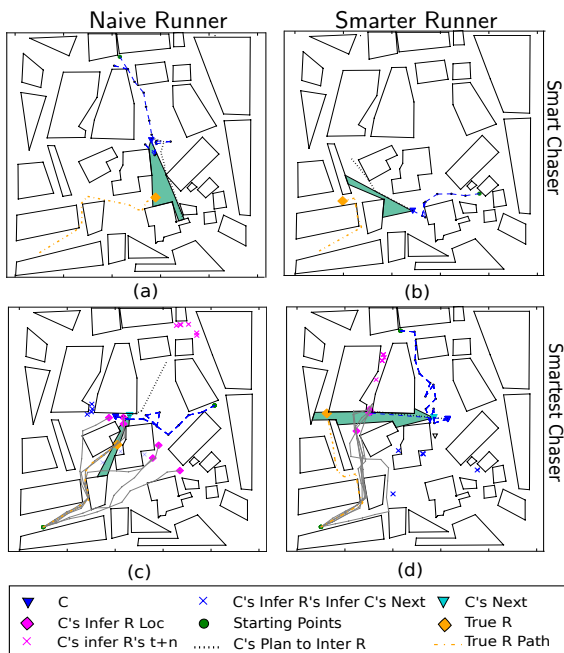 Naive Runner
Smarter Runner
Smart Chaser
(a)
(b)
Smartest Chaser
(c)
(d)
C
C's Infer R's Infer C's Next
C's Next
C's Infer R Loc
Starting Points
True R
C's infer R's t+n
C's Plan to Inter R
True R Path